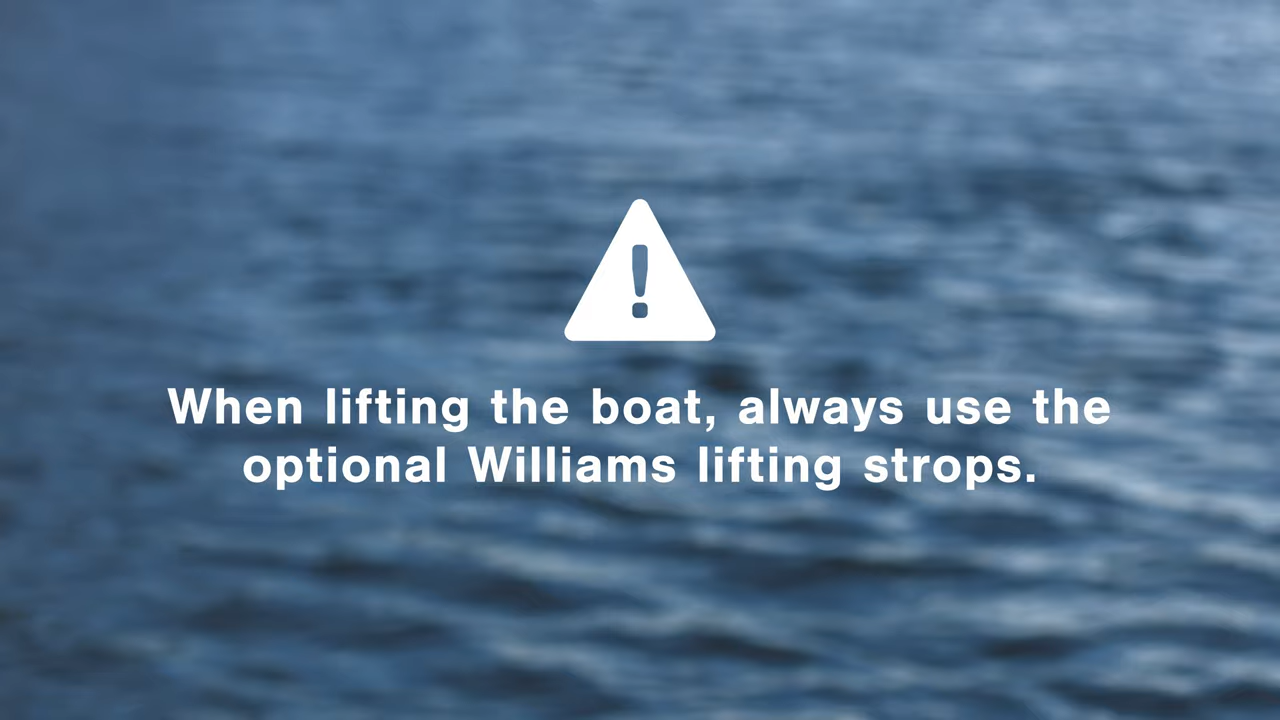 When lifting the boat, always use the
optional Williams lifting strops.